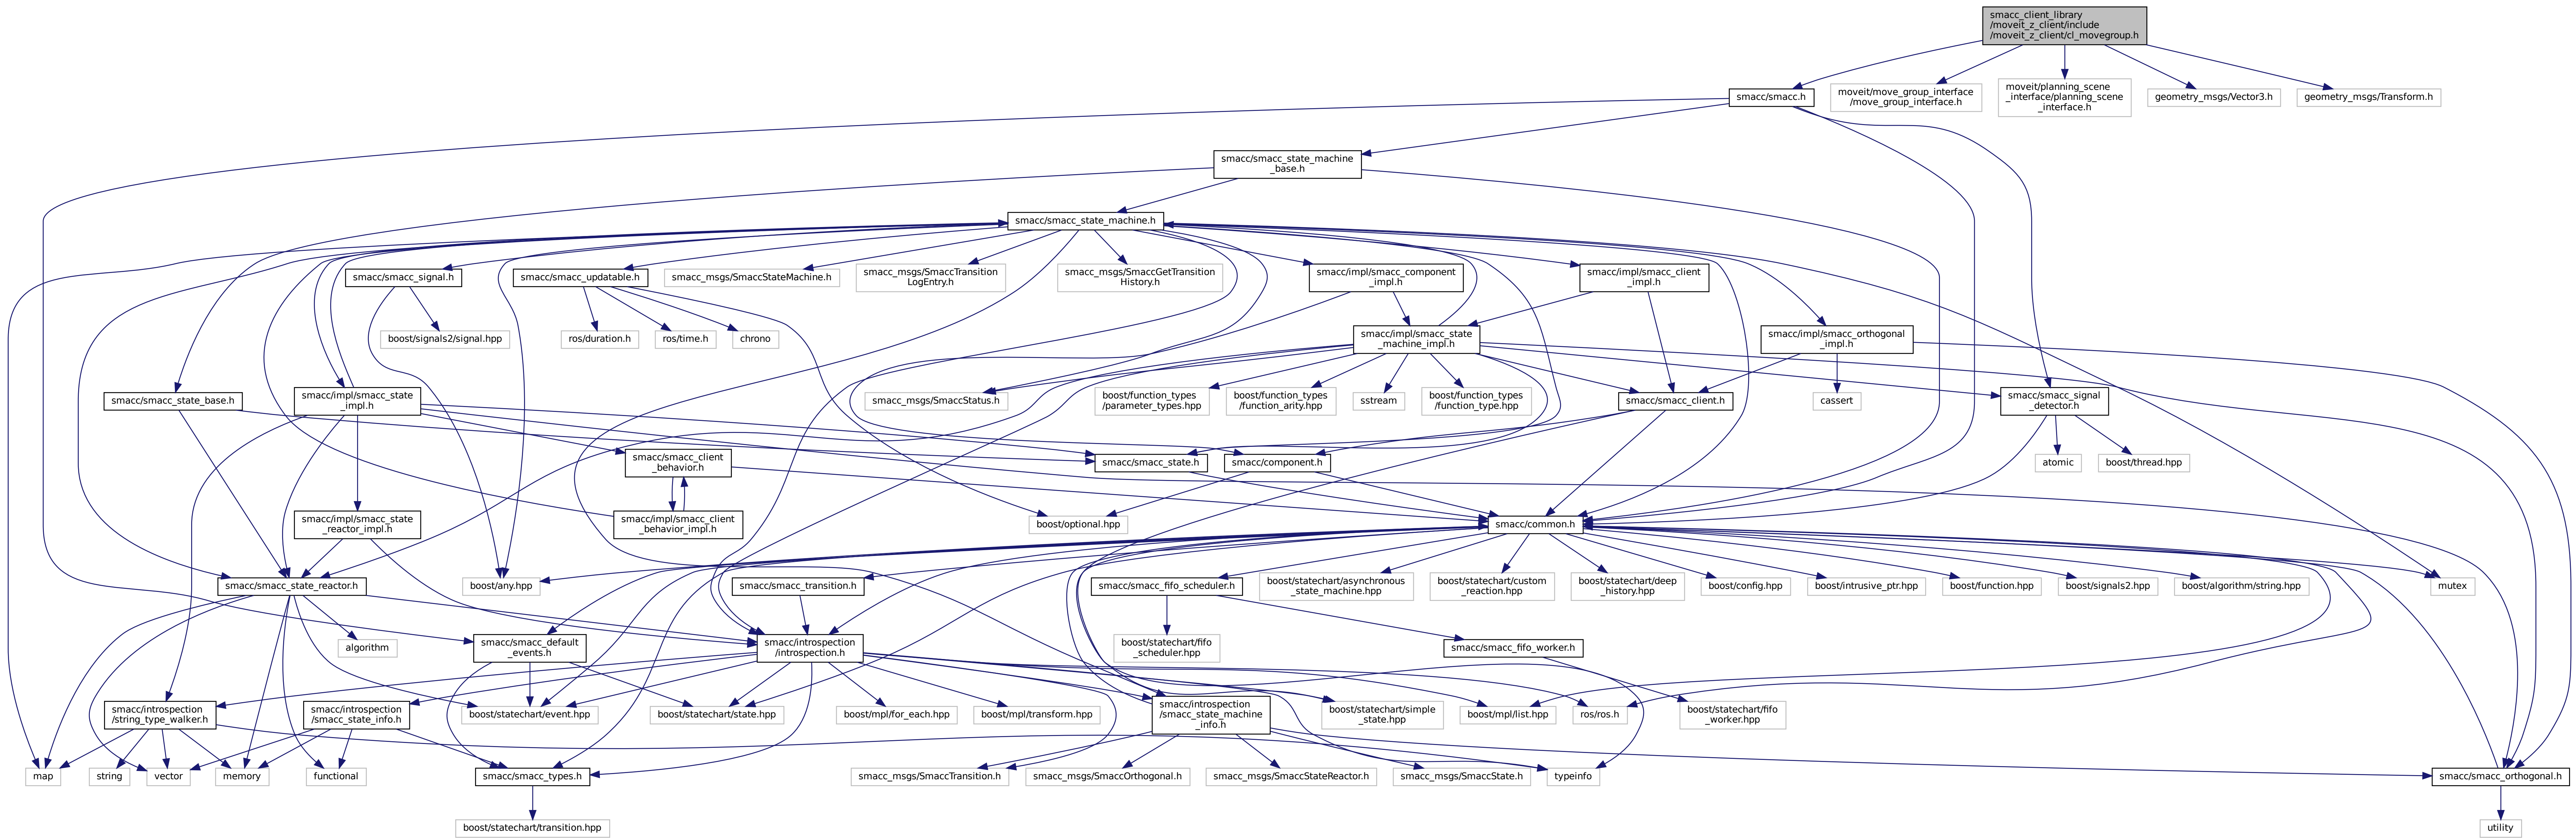 smacc_client_library
/moveit_z_client/include
/moveit_z_client/cl_movegroup.h
smacc/smacc.h
moveit/move_group_interface
/move_group_interface.h
moveit/planning_scene
_interface/planning_scene
_interface.h
geometry_msgs/Vector3.h
geometry_msgs/Transform.h
smacc/smacc_state_machine
_base.h
smacc/smacc_state_machine.h
smacc/smacc_signal.h
smacc/smacc_updatable.h
smacc_msgs/SmaccStateMachine.h
smacc_msgs/SmaccTransition
LogEntry.h
smacc_msgs/SmaccGetTransition
History.h
smacc/impl/smacc_component
_impl.h
smacc/impl/smacc_client
_impl.h
boost/signals2/signal.hpp
ros/duration.h
ros/time.h
chrono
smacc/impl/smacc_state
_machine_impl.h
smacc/impl/smacc_orthogonal
_impl.h
smacc/smacc_state_base.h
smacc/impl/smacc_state
_impl.h
smacc_msgs/SmaccStatus.h
boost/function_types
/parameter_types.hpp
boost/function_types
/function_arity.hpp
sstream
boost/function_types
/function_type.hpp
smacc/smacc_client.h
cassert
smacc/smacc_signal
_detector.h
smacc/smacc_client
_behavior.h
smacc/smacc_state.h
smacc/component.h
atomic
boost/thread.hpp
smacc/impl/smacc_state
_reactor_impl.h
smacc/impl/smacc_client
_behavior_impl.h
boost/optional.hpp
smacc/common.h
smacc/smacc_state_reactor.h
boost/any.hpp
smacc/smacc_transition.h
smacc/smacc_fifo_scheduler.h
boost/statechart/asynchronous
_state_machine.hpp
boost/statechart/custom
_reaction.hpp
boost/statechart/deep
_history.hpp
boost/config.hpp
boost/intrusive_ptr.hpp
boost/function.hpp
boost/signals2.hpp
boost/algorithm/string.hpp
mutex
algorithm
smacc/smacc_default
_events.h
smacc/introspection
/introspection.h
boost/statechart/fifo
_scheduler.hpp
smacc/smacc_fifo_worker.h
smacc/introspection
/string_type_walker.h
smacc/introspection
/smacc_state_info.h
boost/statechart/event.hpp
boost/statechart/state.hpp
boost/mpl/for_each.hpp
boost/mpl/transform.hpp
smacc/introspection
/smacc_state_machine
_info.h
boost/statechart/simple
_state.hpp
boost/mpl/list.hpp
ros/ros.h
boost/statechart/fifo
_worker.hpp
map
string
vector
memory
functional
smacc/smacc_types.h
smacc_msgs/SmaccTransition.h
smacc_msgs/SmaccOrthogonal.h
smacc_msgs/SmaccStateReactor.h
smacc_msgs/SmaccState.h
typeinfo
smacc/smacc_orthogonal.h
boost/statechart/transition.hpp
utility